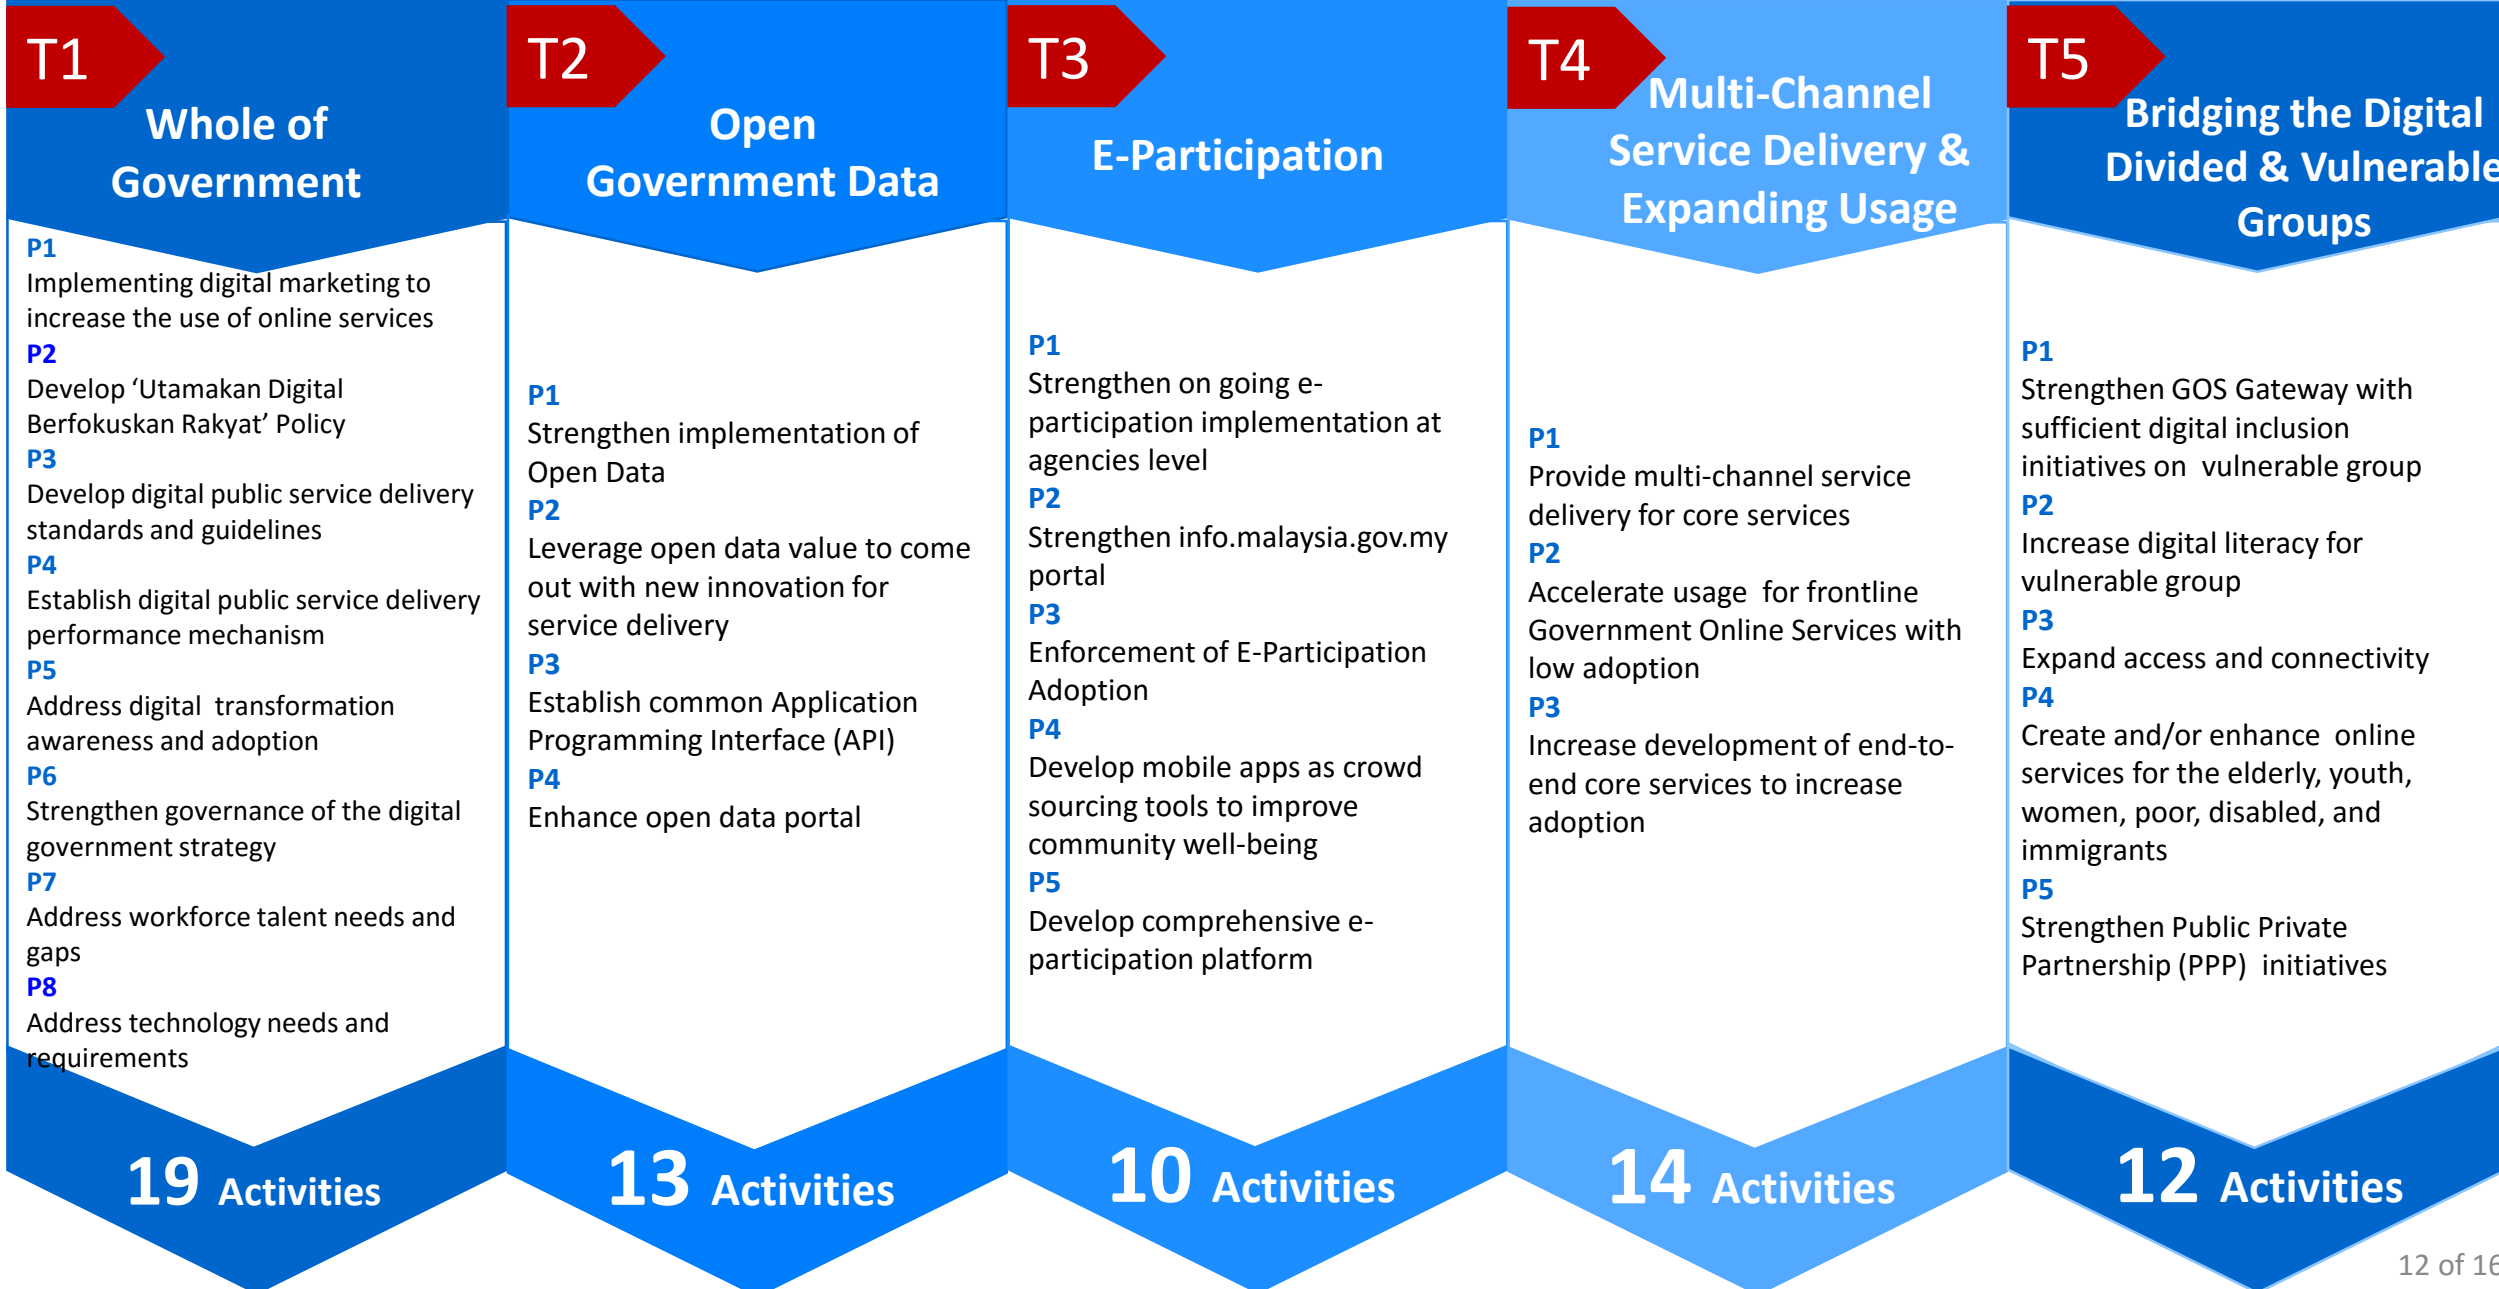 T1
Whole of
Government
P1
Implementing digital marketing to
increase the use of online services
P2
Develop ‘Utamakan Digital
Berfokuskan Rakyat’ Policy
P3
Develop digital public service delivery
standards and guidelines
P4
Establish digital public service delivery
performance mechanism
P5
Address digital  transformation
awareness and adoption
P6
Strengthen governance of the digital
government strategy
P7
Address workforce talent needs and
gaps
P8
Address technology needs and
requirements
19 Activities
T2
Open
Government Data
P1
Strengthen implementation of
Open Data
P2
Leverage open data value to come
out with new innovation for
service delivery
P3
Establish common Application
Programming Interface (API)
P4
Enhance open data portal
13 Activities
T3
E-Participation
P1
Strengthen on going e-
participation implementation at
agencies level
P2
Strengthen info.malaysia.gov.my
portal
P3
Enforcement of E-Participation
Adoption
P4
Develop mobile apps as crowd
sourcing tools to improve
community well-being
P5
Develop comprehensive e-
participation platform
10 Activities
T4
Multi-Channel
Service Delivery &
Expanding Usage
P1
Provide multi-channel service
delivery for core services
P2
Accelerate usage  for frontline
Government Online Services with
low adoption
P3
Increase development of end-to-
end core services to increase
adoption
14 Activities
T5
Bridging the Digital
Divided & Vulnerable
Groups
P1
Strengthen GOS Gateway with
sufficient digital inclusion
initiatives on  vulnerable group
P2
Increase digital literacy for
vulnerable group
P3
Expand access and connectivity
P4
Create and/or enhance  online
services for the elderly, youth,
women, poor, disabled, and
immigrants
P5
Strengthen Public Private
Partnership (PPP)  initiatives
12 Activities
12 of 16